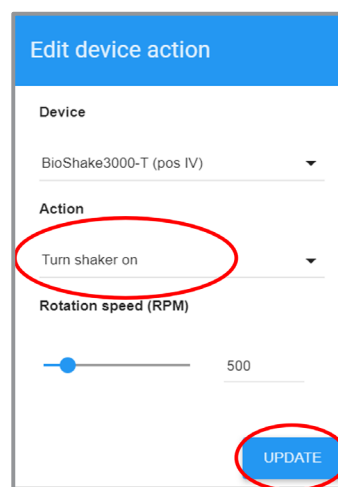 Edit device action
Device
BioShake3000-T (pos IV)
Action
Turn shaker on
Rotation speed (RPM)
500
UPDATE